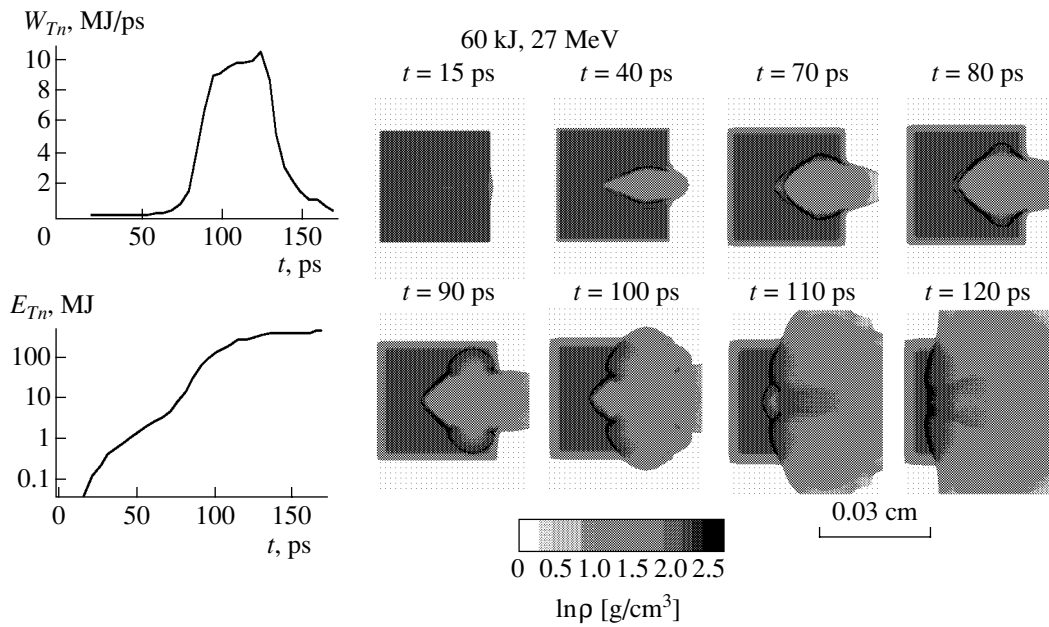 W_Tn, MJ/ps
10
8
6
4
2
0
50
100
150
t, ps
E_Tn, MJ
100
10
1
0.1
0
50
100
150
t, ps
60 kJ, 27 MeV
t = 15 ps
t = 40 ps
t = 70 ps
t = 80 ps
t = 90 ps
t = 100 ps
t = 110 ps
t = 120 ps
0.03 cm
0 0.5 1.0 1.5 2.0 2.5
lnρ [g/cm³]